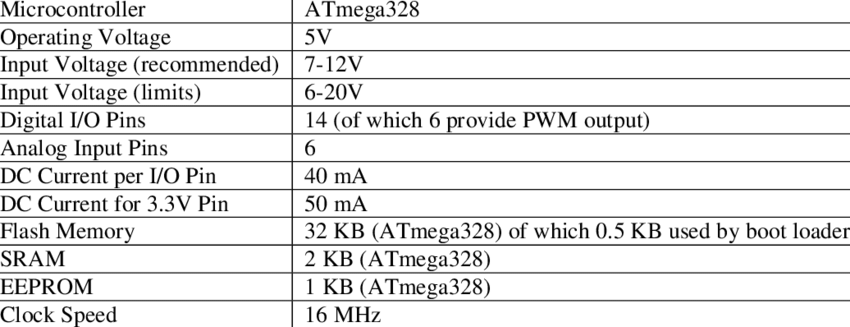 Microcontroller ATmega328
Operating Voltage 5V
Input Voltage (recommended) 7-12V
Input Voltage (limits) 6-20V
Digital I/O Pins 14 (of which 6 provide PWM output)
Analog Input Pins 6
DC Current per I/O Pin 40 mA
DC Current for 3.3V Pin 50 mA
Flash Memory 32 KB (ATmega328) of which 0.5 KB used by boot loader
SRAM 2 KB (ATmega328)
EEPROM 1 KB (ATmega328)
Clock Speed 16 MHz